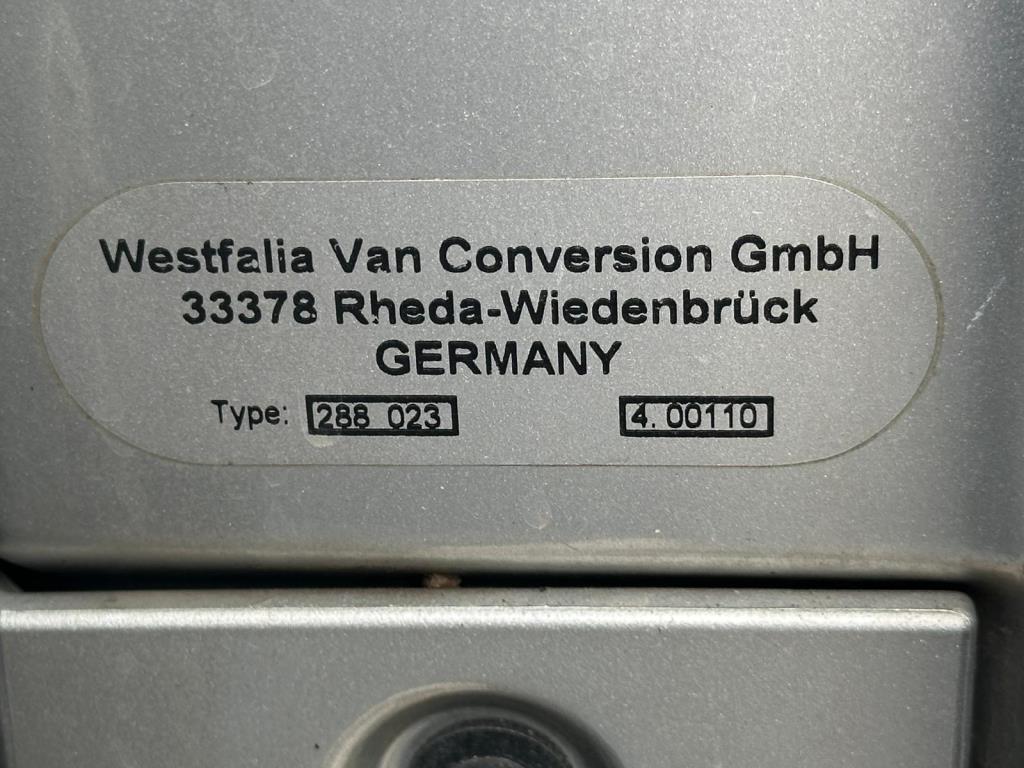 Westfalia Van Conversion GmbH
33378 Rheda-Wiedenbrück
GERMANY
Type: 288 023 4. 00110